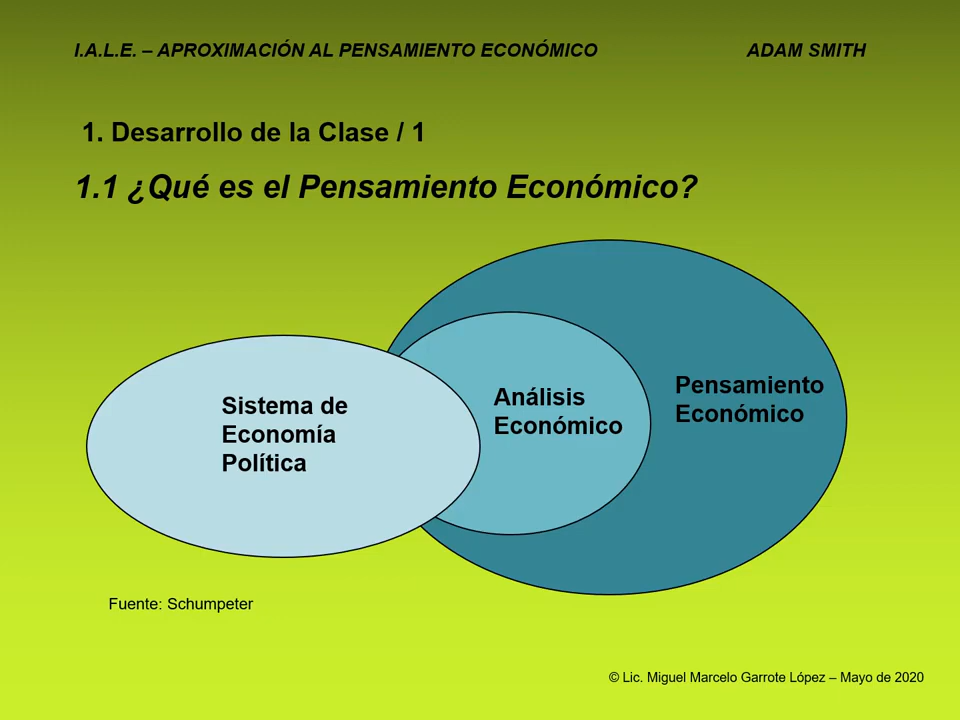 I.A.L.E. – APROXIMACIÓN AL PENSAMIENTO ECONÓMICO ADAM SMITH
1. Desarrollo de la Clase / 1
1.1 ¿Qué es el Pensamiento Económico?
Sistema de
Economía
Política
Análisis
Económico
Pensamiento
Económico
Fuente: Schumpeter
© Lic. Miguel Marcelo Garrote López – Mayo de 2020